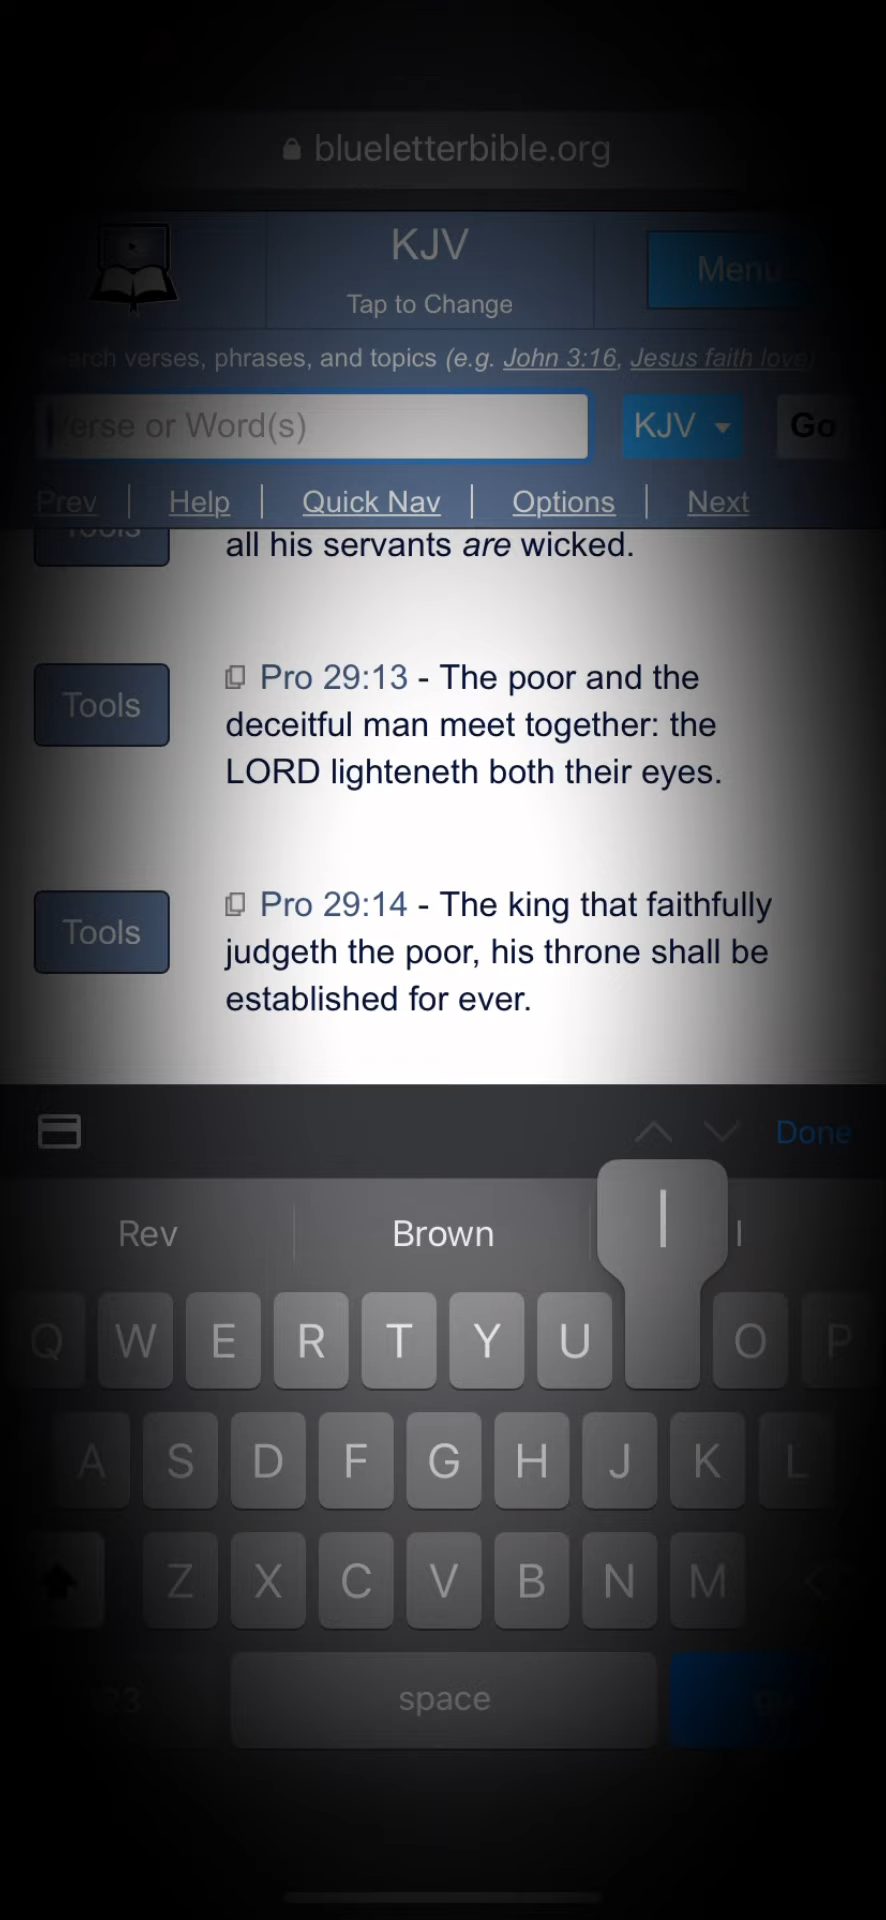 blueletterbible.org
KJV
Menu
Tap to Change
earch verses, phrases, and topics (e.g. John 3:16, Jesus faith love)
Verse or Word(s)
KJV
Go
Prev | Help | Quick Nav | Options | Next
Tools
all his servants are wicked.
Tools
Pro 29:13 - The poor and the
deceitful man meet together: the
LORD lighteneth both their eyes.
Tools
Pro 29:14 - The king that faithfully
judgeth the poor, his throne shall be
established for ever.
Done
Rev
Brown
I
I
Q W E R T Y U O P
A S D F G H J K L
Z X C V B N M
space